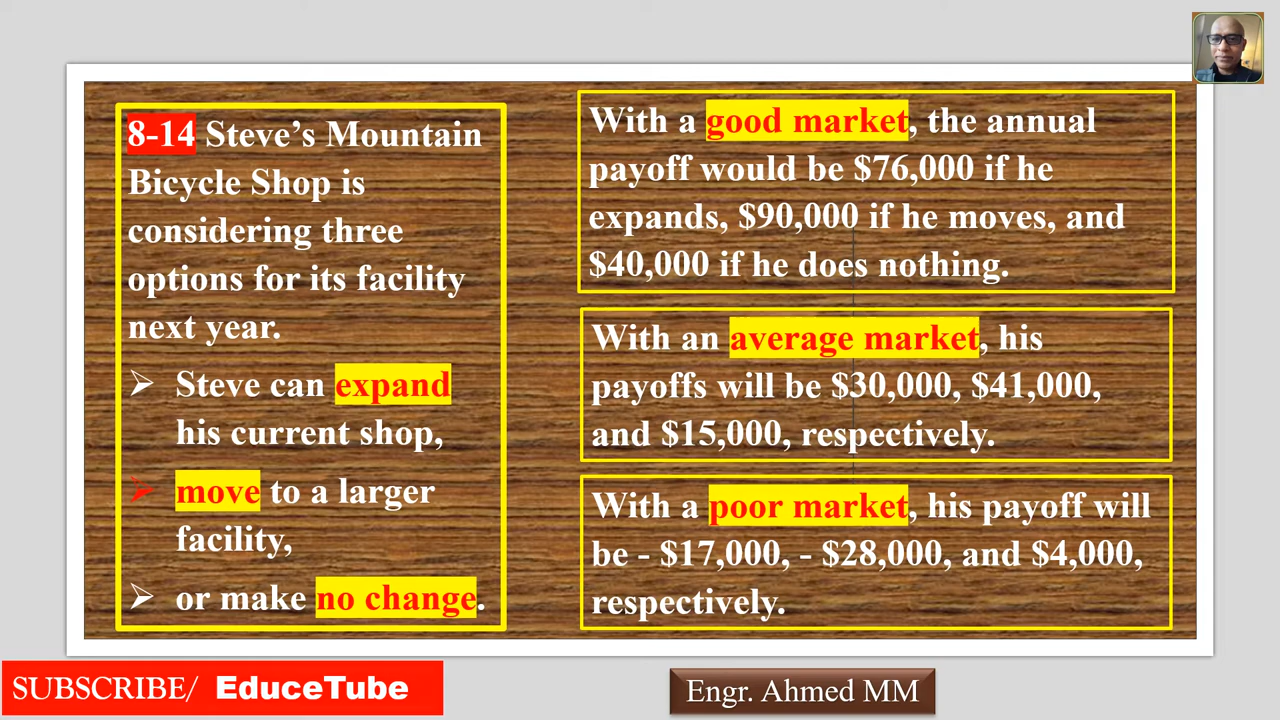 8-14 Steve’s Mountain
Bicycle Shop is
considering three
options for its facility
next year.
➢ Steve can expand
his current shop,
➢ move to a larger
facility,
➢ or make no change.
With a good market, the annual
payoff would be $76,000 if he
expands, $90,000 if he moves, and
$40,000 if he does nothing.
With an average market, his
payoffs will be $30,000, $41,000,
and $15,000, respectively.
With a poor market, his payoff will
be - $17,000, - $28,000, and $4,000,
respectively.
SUBSCRIBE/ EduceTube
Engr. Ahmed MM